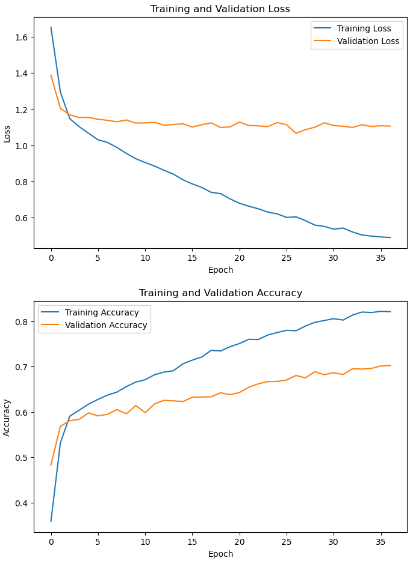 Training and Validation Loss
Training Loss
Validation Loss
1.6
1.4
1.2
1.0
0.8
0.6
Loss
0 5 10 15 20 25 30 35
Epoch
Training and Validation Accuracy
Training Accuracy
Validation Accuracy
0.8
0.7
0.6
0.5
0.4
Accuracy
0 5 10 15 20 25 30 35
Epoch